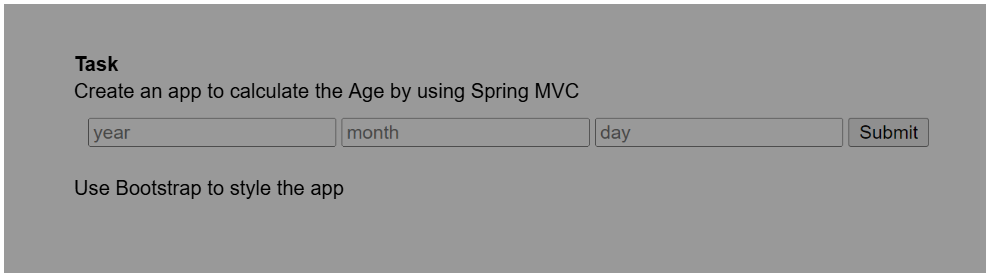 Task
Create an app to calculate the Age by using Spring MVC
year month day Submit
Use Bootstrap to style the app